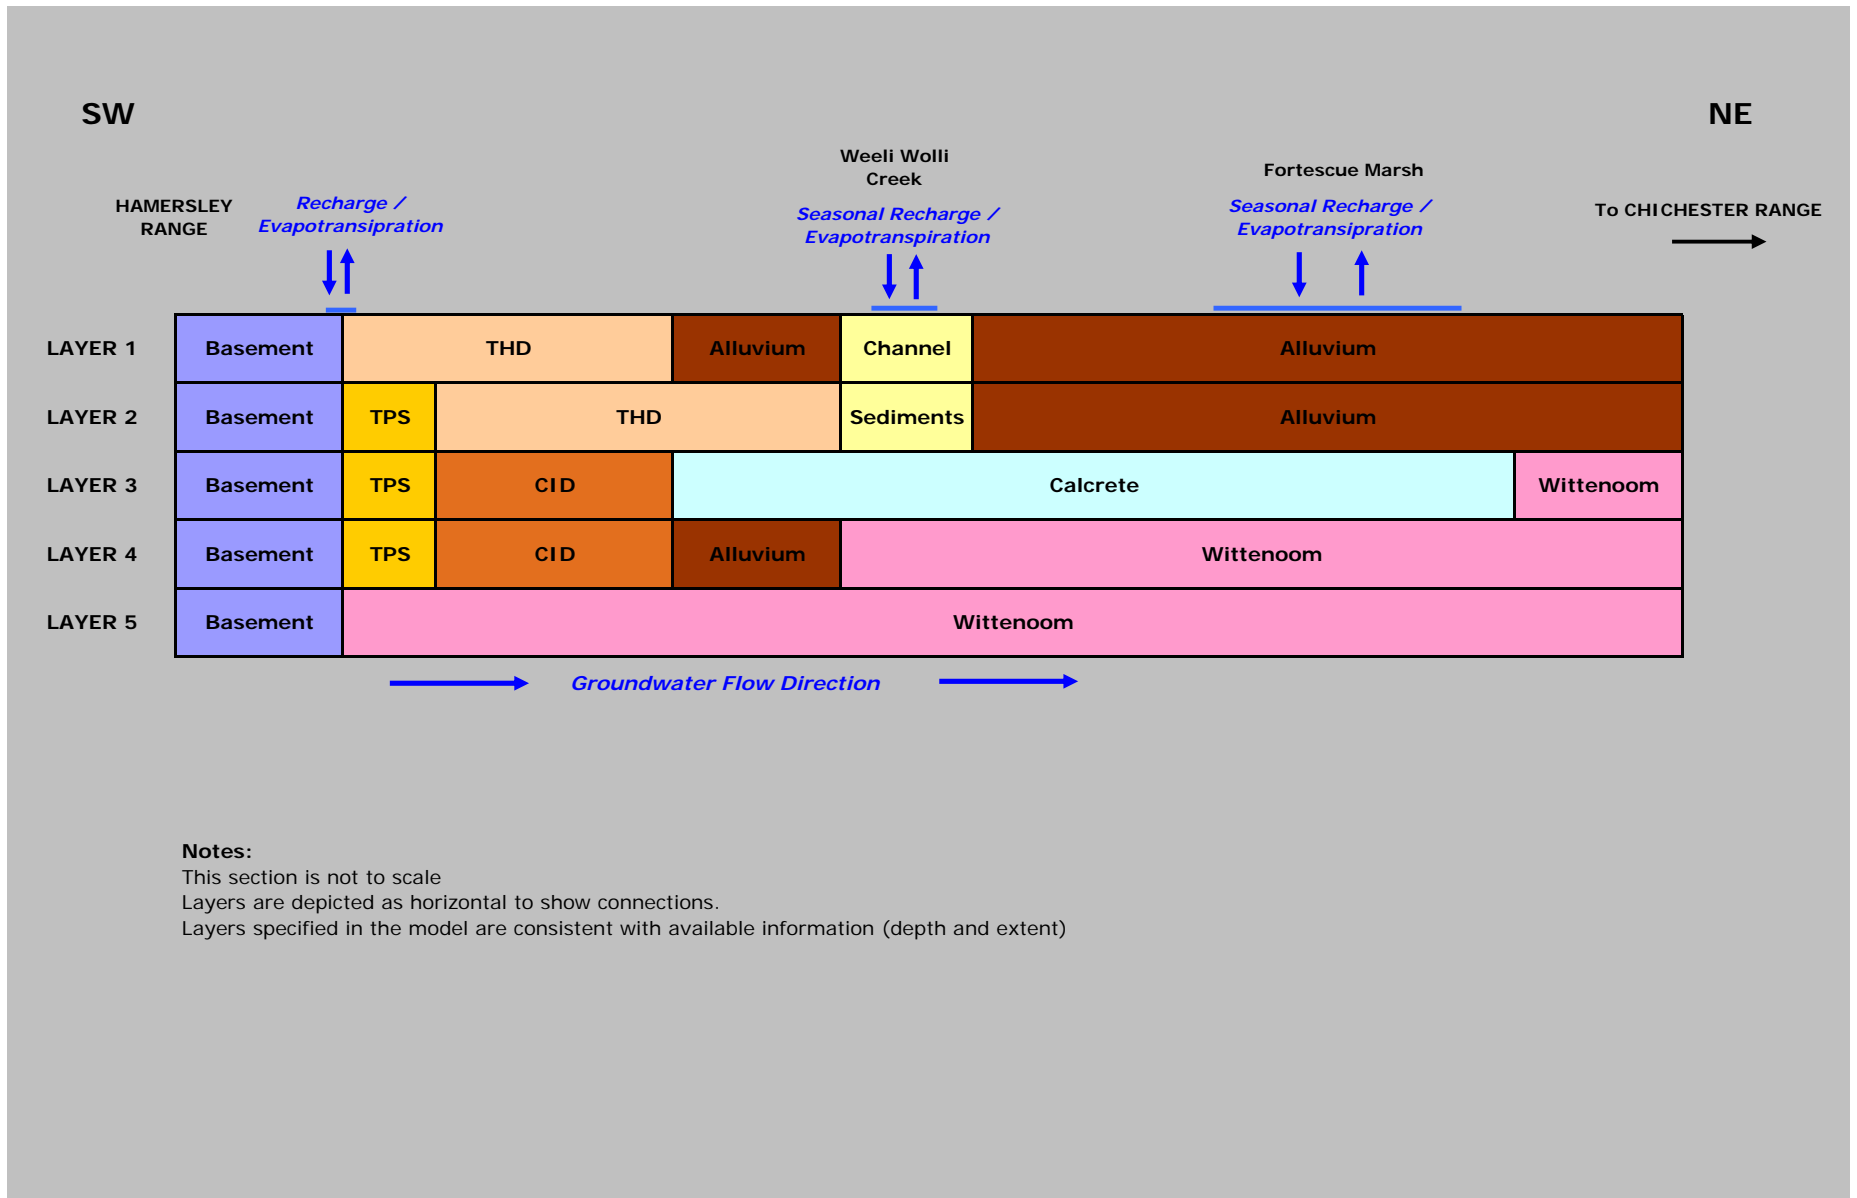 SW
NE
Weeli Wolli
Creek
Fortescue Marsh
HAMERSLEY
RANGE
Recharge /
Evapotransipration
Seasonal Recharge /
Evapotranspiration
Seasonal Recharge /
Evapotransipration
To CHICHESTER RANGE
LAYER 1 Basement THD Alluvium Channel Alluvium
LAYER 2 Basement TPS THD Sediments Alluvium
LAYER 3 Basement TPS CID Calcrete Wittenoom
LAYER 4 Basement TPS CID Alluvium Wittenoom
LAYER 5 Basement Wittenoom
Groundwater Flow Direction
Notes:
This section is not to scale
Layers are depicted as horizontal to show connections.
Layers specified in the model are consistent with available information (depth and extent)